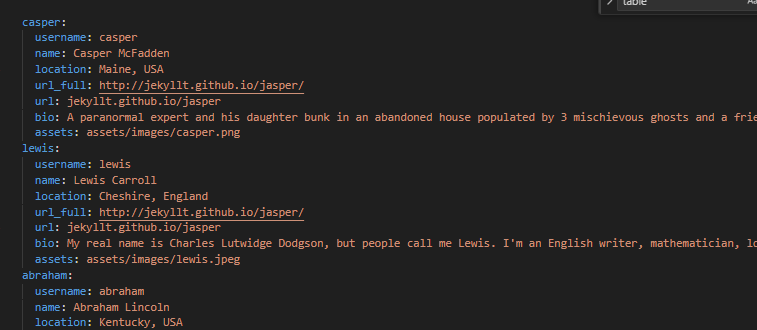 table
casper:
username: casper
name: Casper McFadden
location: Maine, USA
url_full: http://jekyllt.github.io/jasper/
url: jekyllt.github.io/jasper
bio: A paranormal expert and his daughter bunk in an abandoned house populated by 3 mischievous ghosts and a
assets: assets/images/casper.png
lewis:
username: lewis
name: Lewis Carroll
location: Cheshire, England
url_full: http://jekyllt.github.io/jasper/
url: jekyllt.github.io/jasper
bio: My real name is Charles Lutwidge Dodgson, but people call me Lewis. I'm an English writer, mathematician,
assets: assets/images/lewis.jpeg
abraham:
username: abraham
name: Abraham Lincoln
location: Kentucky, USA